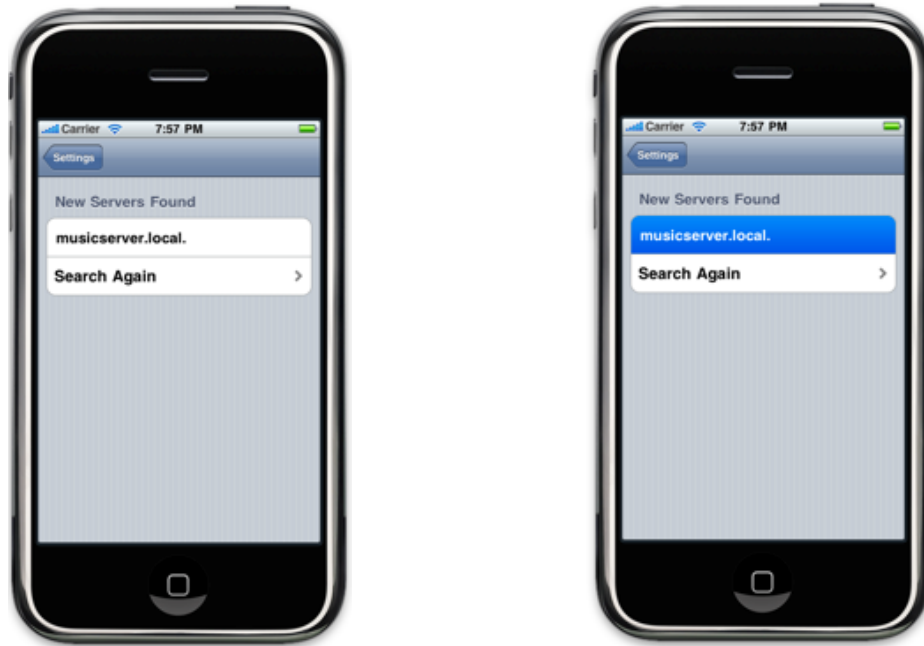 Carrier 7:57 PM
Settings
New Servers Found
musicserver.local.
Search Again
Carrier 7:57 PM
Settings
New Servers Found
musicserver.local.
Search Again